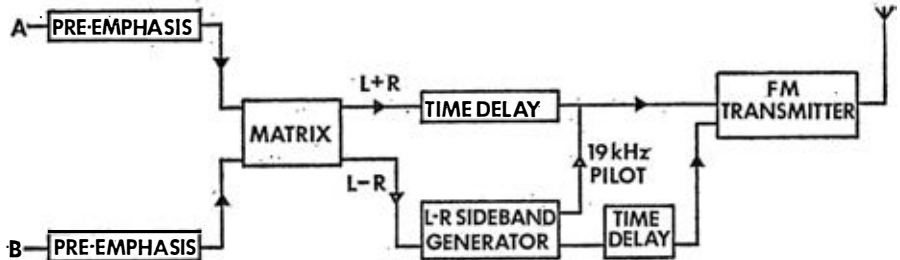 A
PRE-EMPHASIS
MATRIX
L+R
L-R
TIME DELAY
19 kHz
PILOT
L-R SIDEBAND
GENERATOR
TIME
DELAY
FM
TRANSMITTER
B
PRE-EMPHASIS